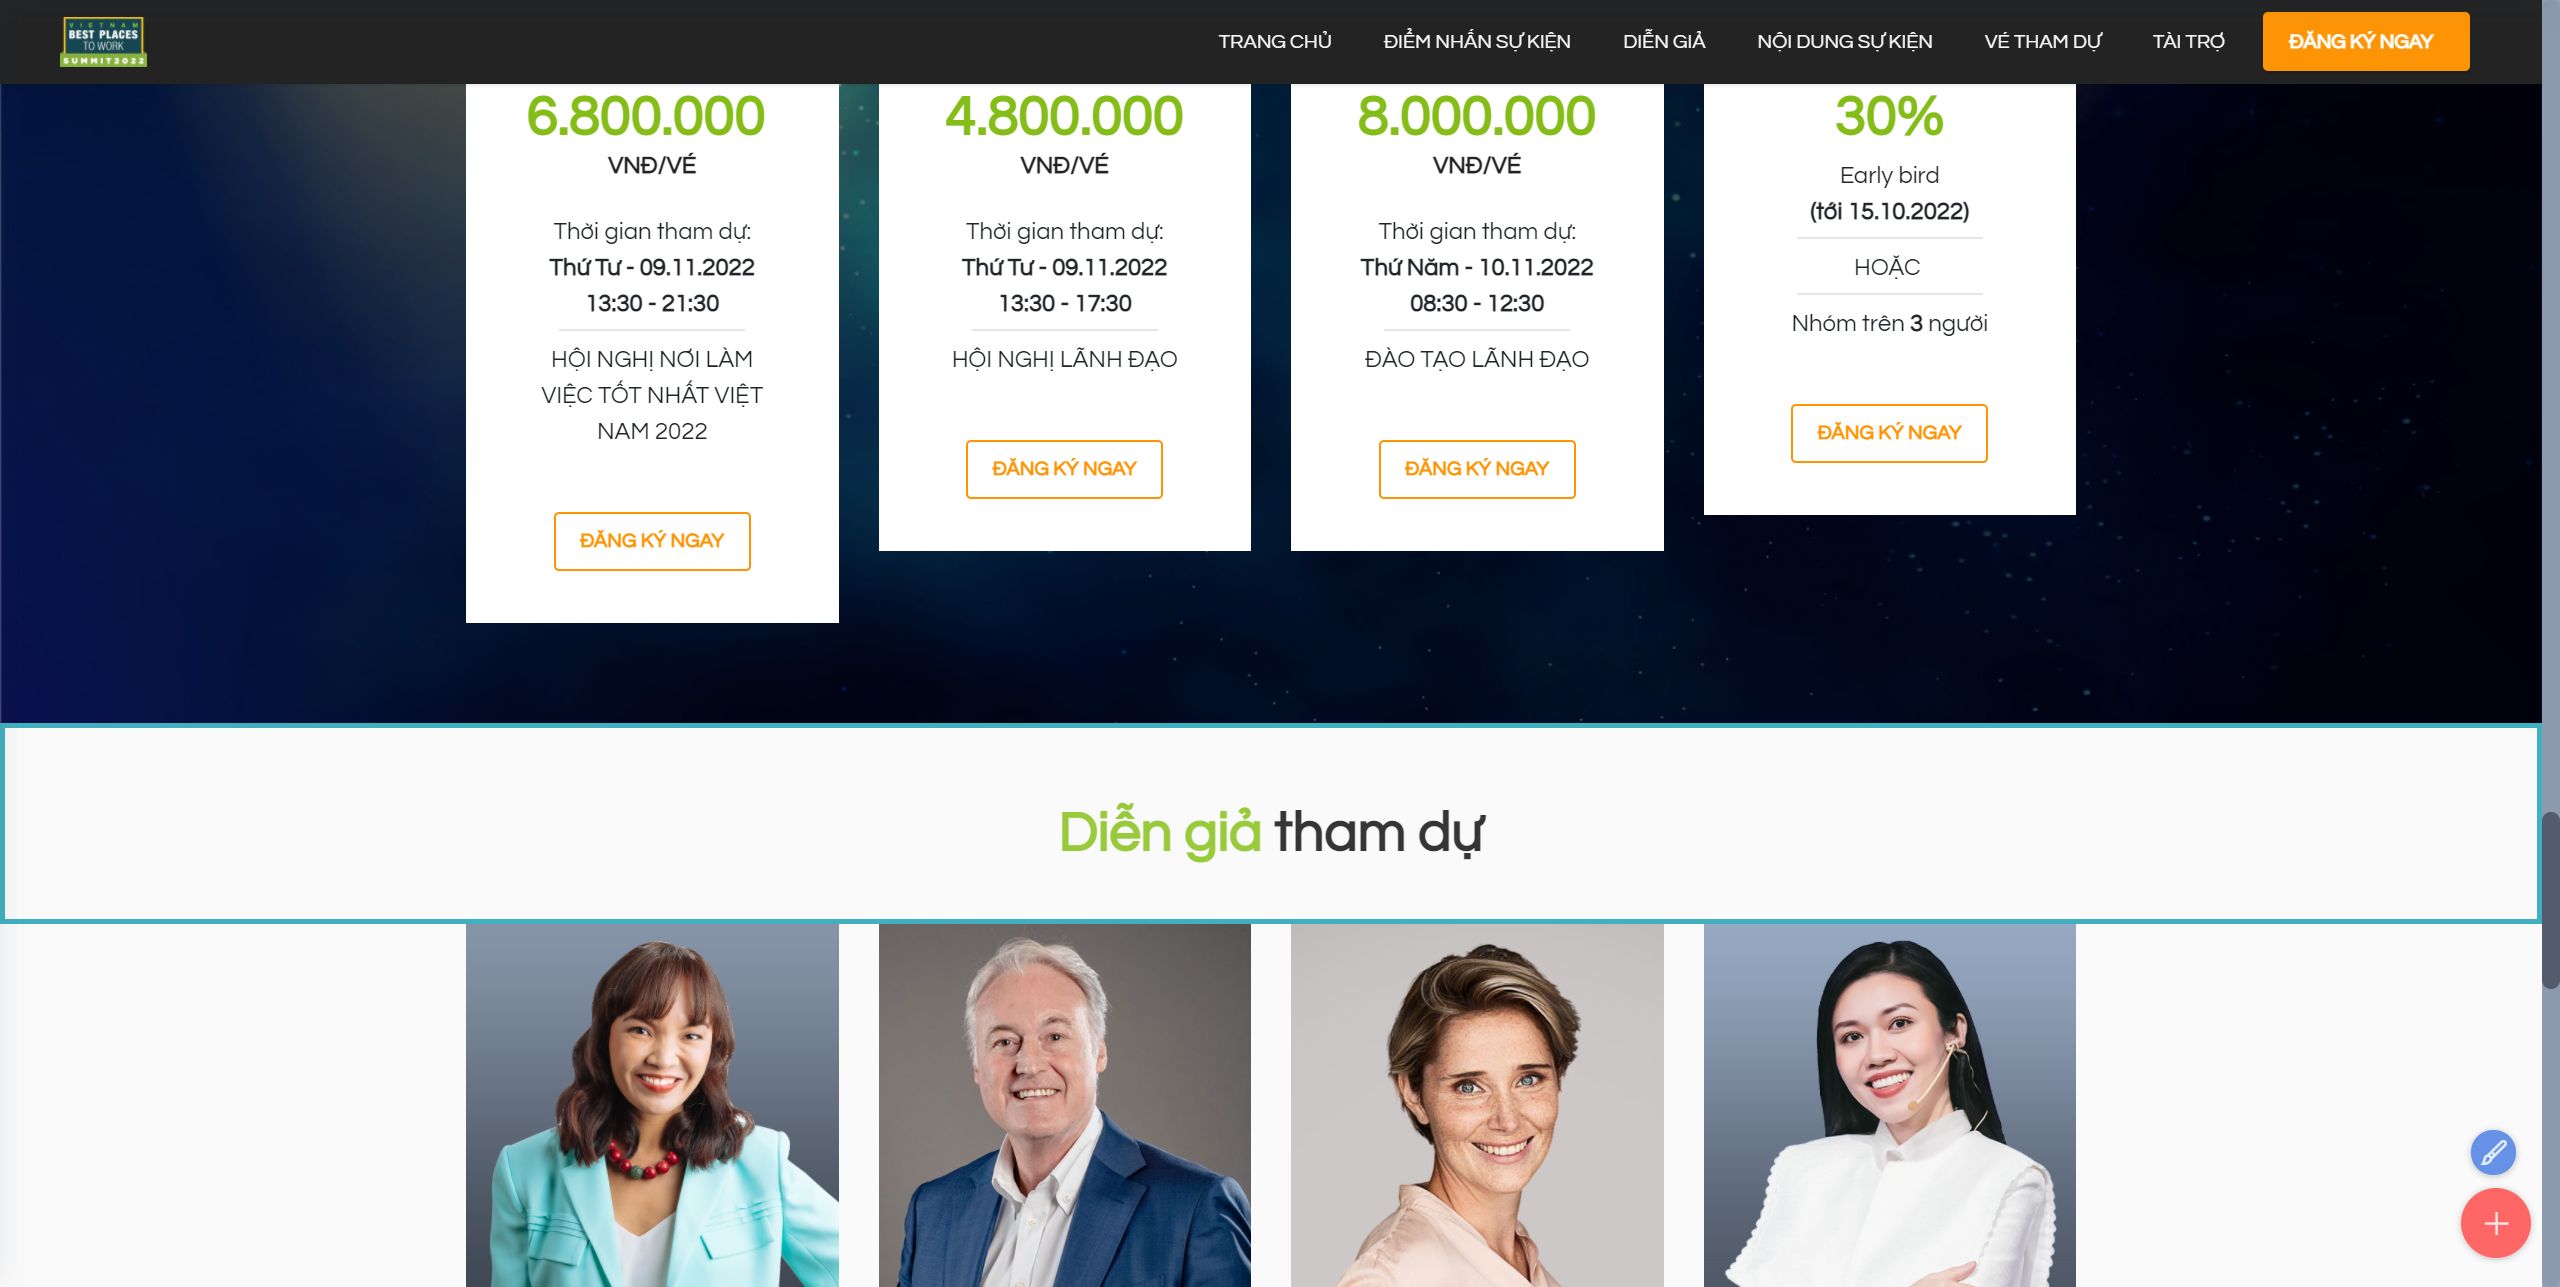 VIETNAM
BEST PLACES
TO WORK
SUMMIT2022
TRANG CHỦ
ĐIỂM NHẤN SỰ KIỆN
DIỄN GIẢ
NỘI DUNG SỰ KIỆN
VÉ THAM DỰ
TÀI TRỢ
ĐĂNG KÝ NGAY
6.800.000
VNĐ/VÉ
Thời gian tham dự:
Thứ Tư - 09.11.2022
13:30 - 21:30
HỘI NGHỊ NƠI LÀM
VIỆC TỐT NHẤT VIỆT
NAM 2022
ĐĂNG KÝ NGAY
4.800.000
VNĐ/VÉ
Thời gian tham dự:
Thứ Tư - 09.11.2022
13:30 - 17:30
HỘI NGHỊ LÃNH ĐẠO
ĐĂNG KÝ NGAY
8.000.000
VNĐ/VÉ
Thời gian tham dự:
Thứ Năm - 10.11.2022
08:30 - 12:30
ĐÀO TẠO LÃNH ĐẠO
ĐĂNG KÝ NGAY
30%
Early bird
(tới 15.10.2022)
HOẶC
Nhóm trên 3 người
ĐĂNG KÝ NGAY
Diễn giả tham dự